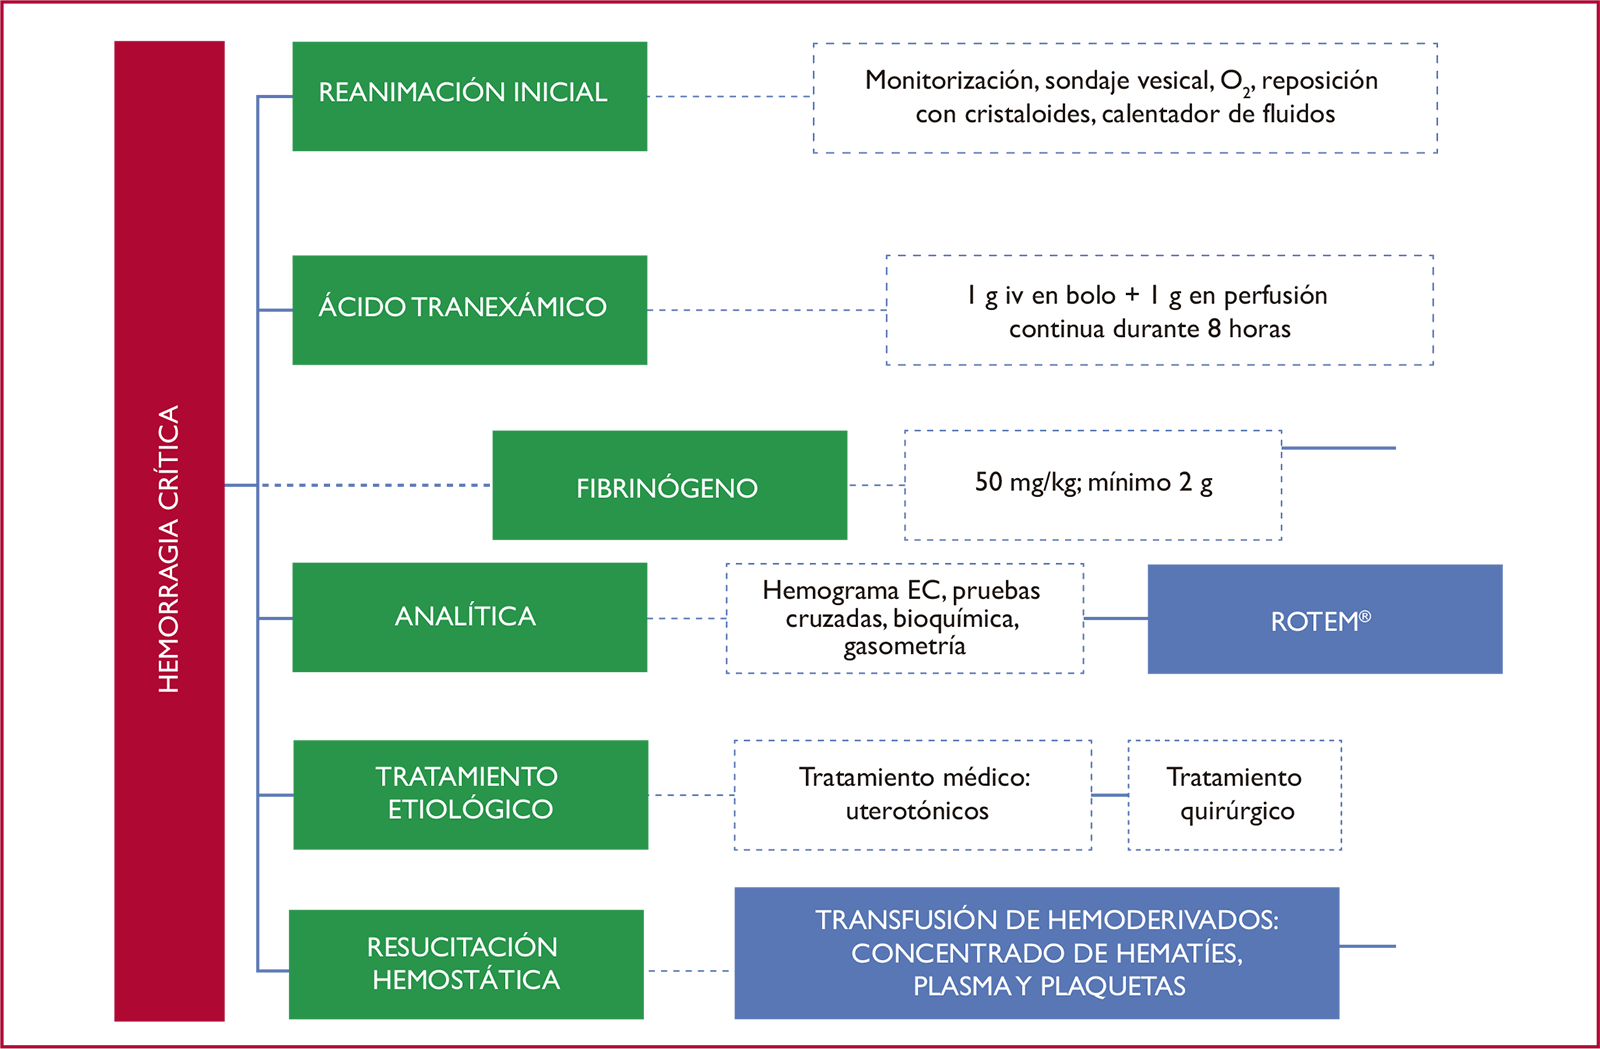 HEMORRAGIA CRÍTICA
REANIMACIÓN INICIAL
Monitorización, sondaje vesical, O₂, reposición
con cristaloides, calentador de fluidos
ÁCIDO TRANEXÁMICO
1 g iv en bolo + 1 g en perfusión
continua durante 8 horas
FIBRINÓGENO
50 mg/kg; mínimo 2 g
ANALÍTICA
Hemograma EC, pruebas
cruzadas, bioquímica,
gasometría
ROTEM®
TRATAMIENTO
ETIOLÓGICO
Tratamiento médico:
uterotónicos
Tratamiento
quirúrgico
RESUCITACIÓN
HEMOSTÁTICA
TRANSFUSIÓN DE HEMODERIVADOS:
CONCENTRADO DE HEMATÍES,
PLASMA Y PLAQUETAS